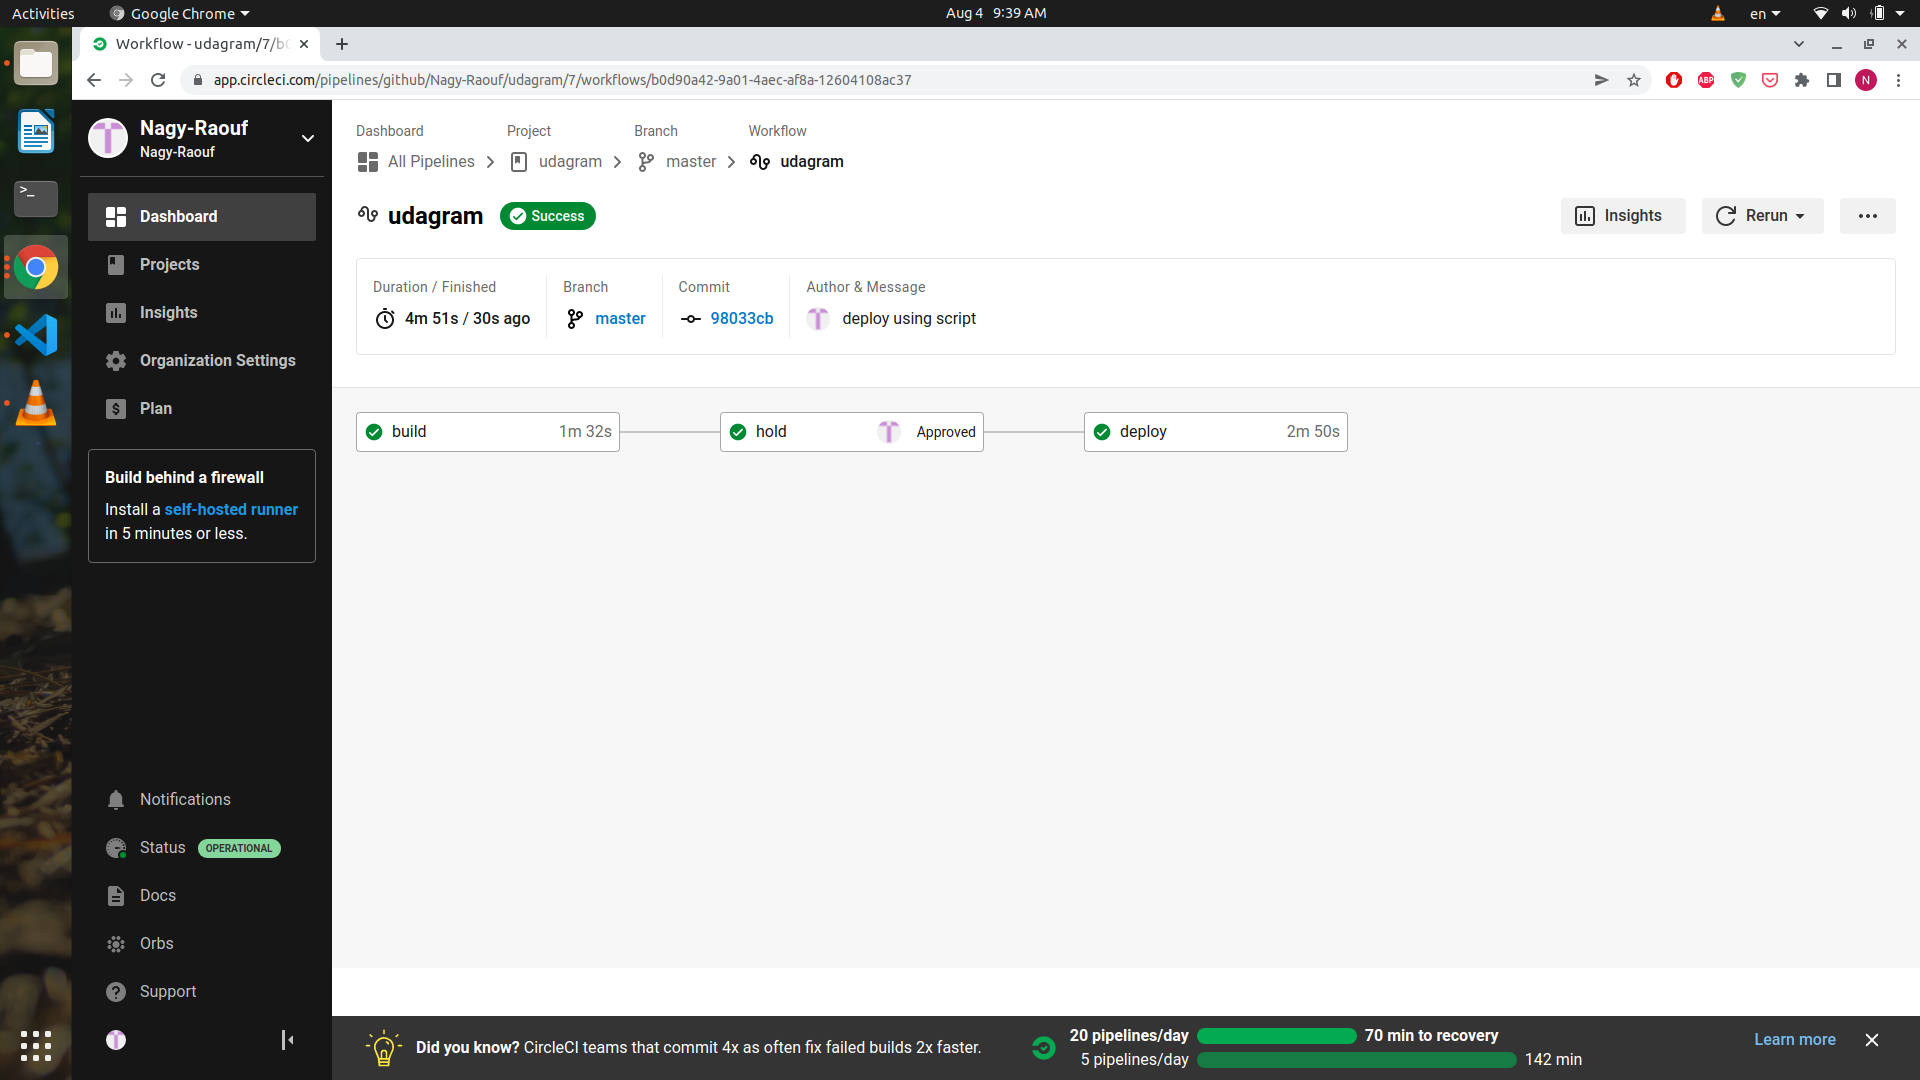 Activities
Google Chrome
Aug 4 9:39 AM
en
Workflow - udagram/7/b
app.circleci.com/pipelines/github/Nagy-Raouf/udagram/7/workflows/b0d90a42-9a01-4aec-af8a-12604108ac37
ABP
N
Nagy-Raouf
Nagy-Raouf
Dashboard
Projects
Insights
Organization Settings
Plan
Build behind a firewall
Install a self-hosted runner
in 5 minutes or less.
Notifications
Status OPERATIONAL
Docs
Orbs
Support
Dashboard Project Branch Workflow
All Pipelines udagram master udagram
udagram Success
Insights Rerun
Duration / Finished Branch Commit Author & Message
4m 51s / 30s ago master 98033cb deploy using script
build 1m 32s hold Approved deploy 2m 50s
Did you know? CircleCI teams that commit 4x as often fix failed builds 2x faster.
20 pipelines/day 70 min to recovery
5 pipelines/day 142 min
Learn more